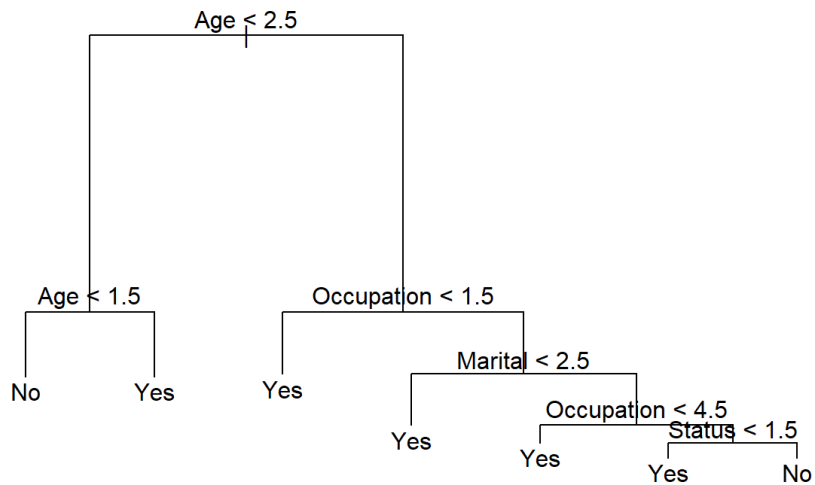 Age < 2.5
Age < 1.5
Occupation < 1.5
No
Yes
Yes
Marital < 2.5
Yes
Occupation < 4.5
Yes
Status < 1.5
Yes
No